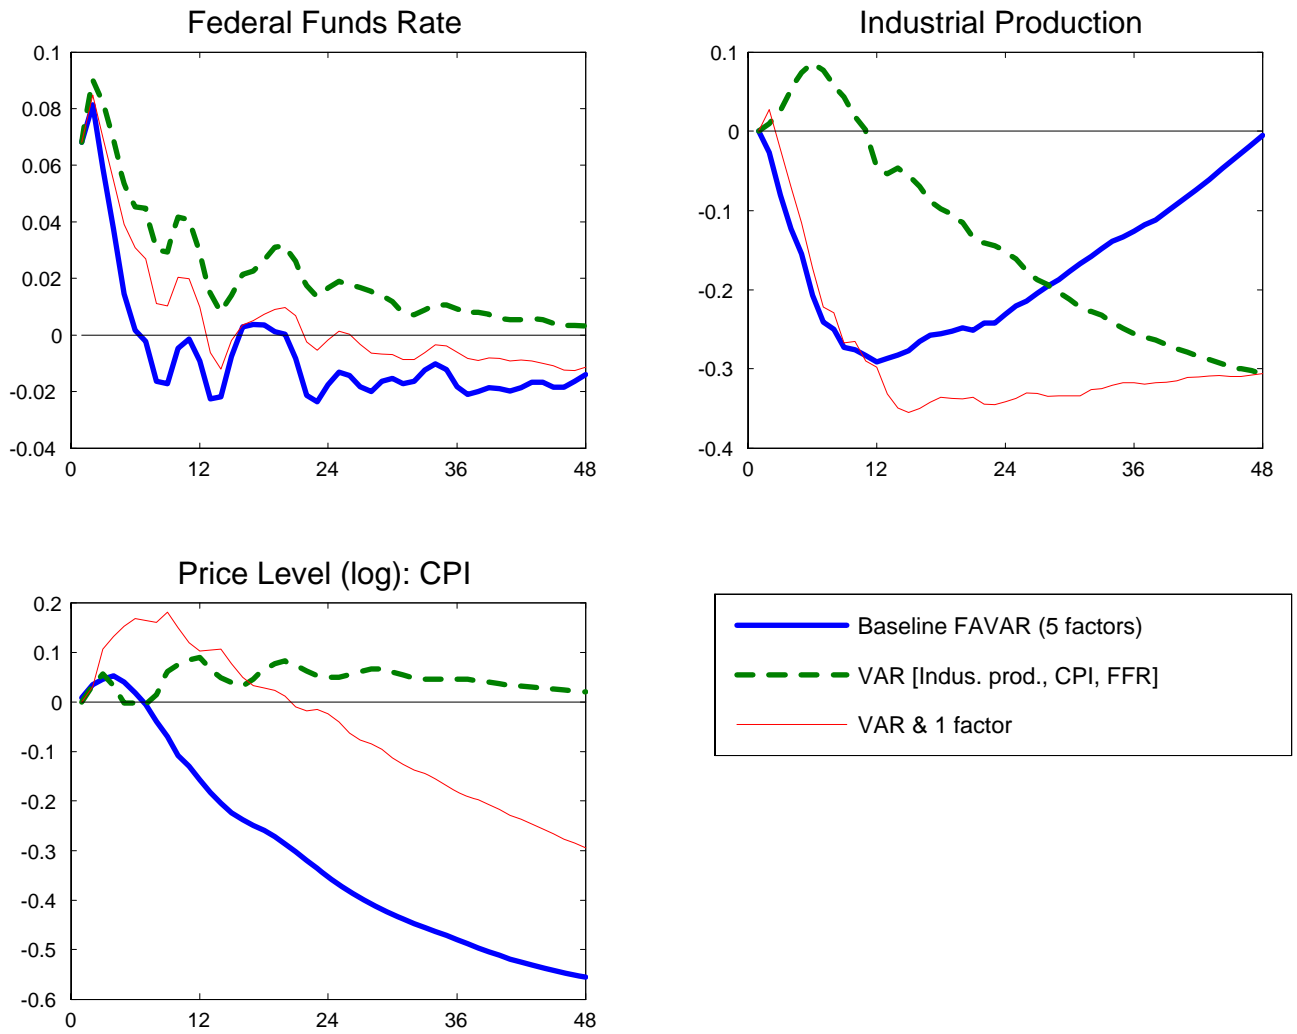 Federal Funds Rate
0.1
0.08
0.06
0.04
0.02
0
-0.02
-0.04
0 12 24 36 48
Industrial Production
0.1
0
-0.1
-0.2
-0.3
-0.4
0 12 24 36 48
Price Level (log): CPI
0.2
0.1
0
-0.1
-0.2
-0.3
-0.4
-0.5
-0.6
0 12 24 36 48
Baseline FAVAR (5 factors)
VAR [Indus. prod., CPI, FFR]
VAR & 1 factor